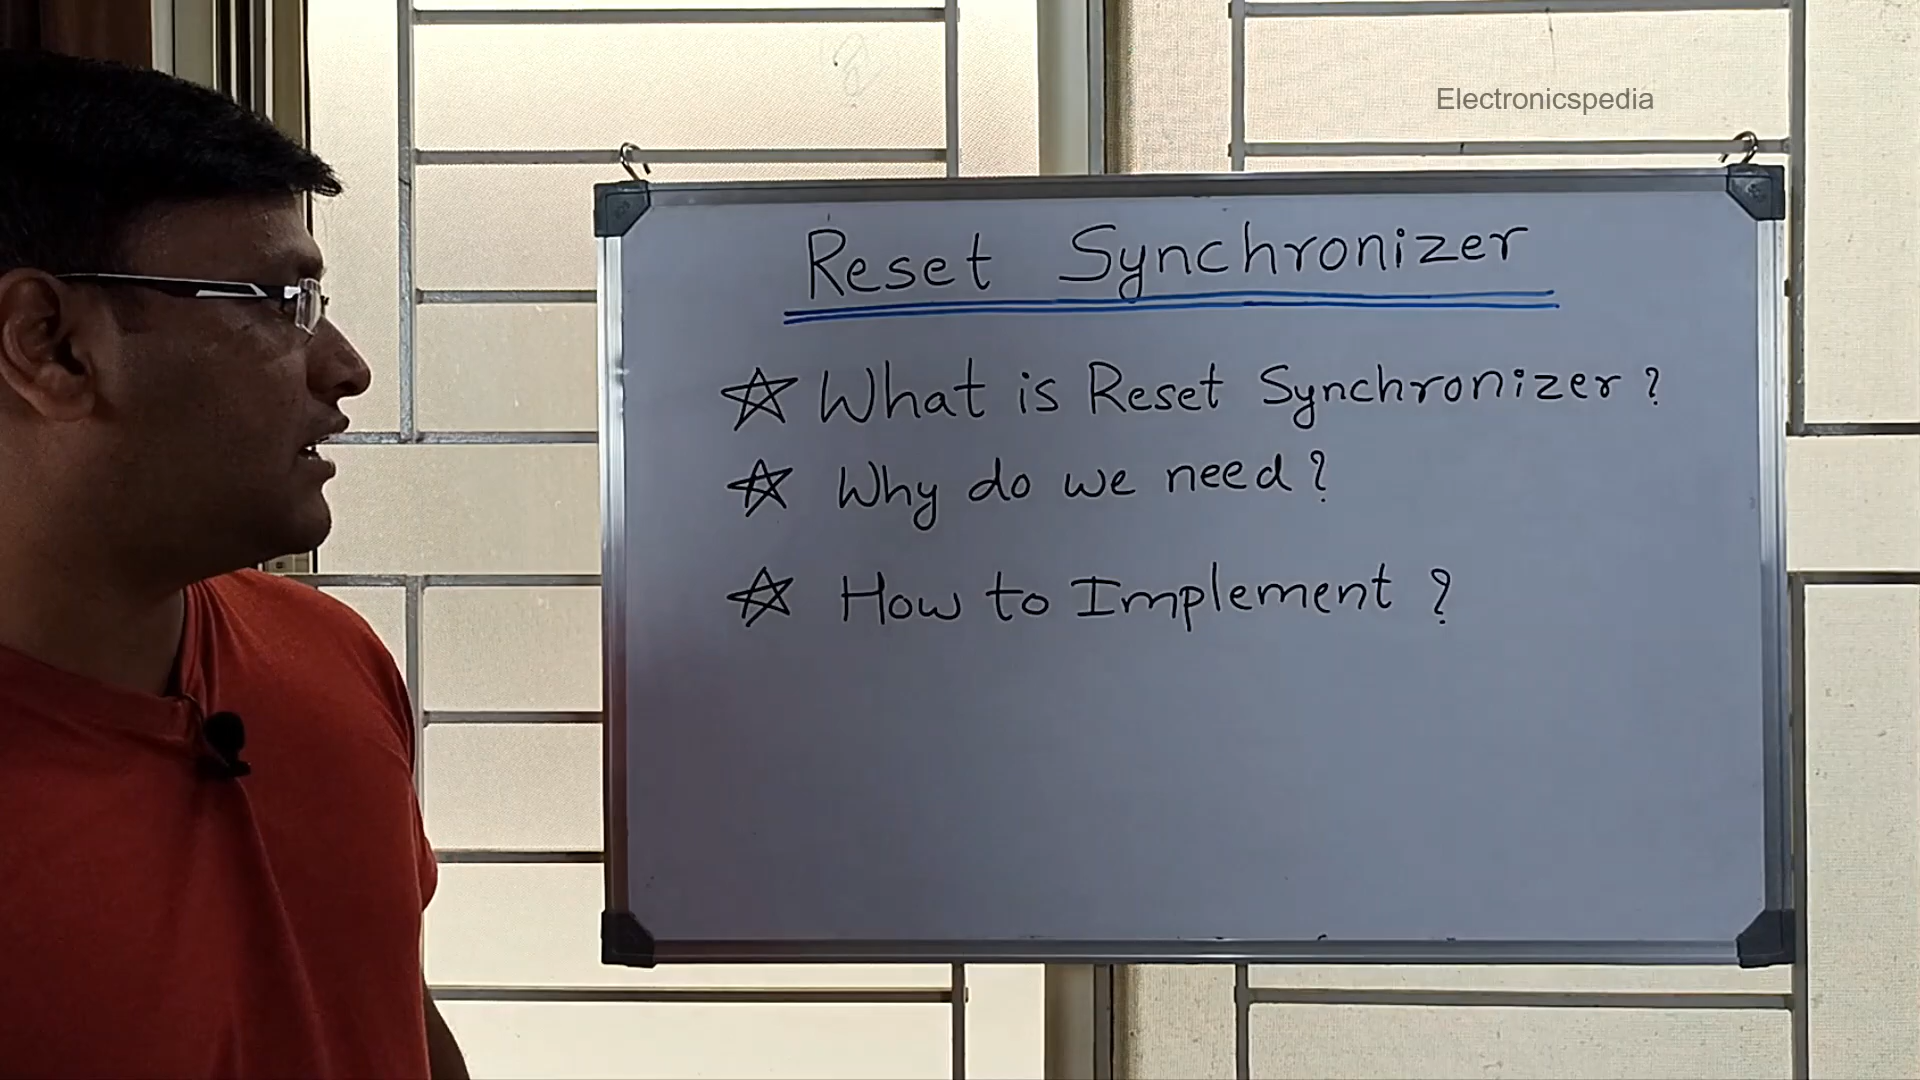 Electronicspedia
Reset Synchronizer
What is Reset Synchronizer?
Why do we need?
How to Implement?